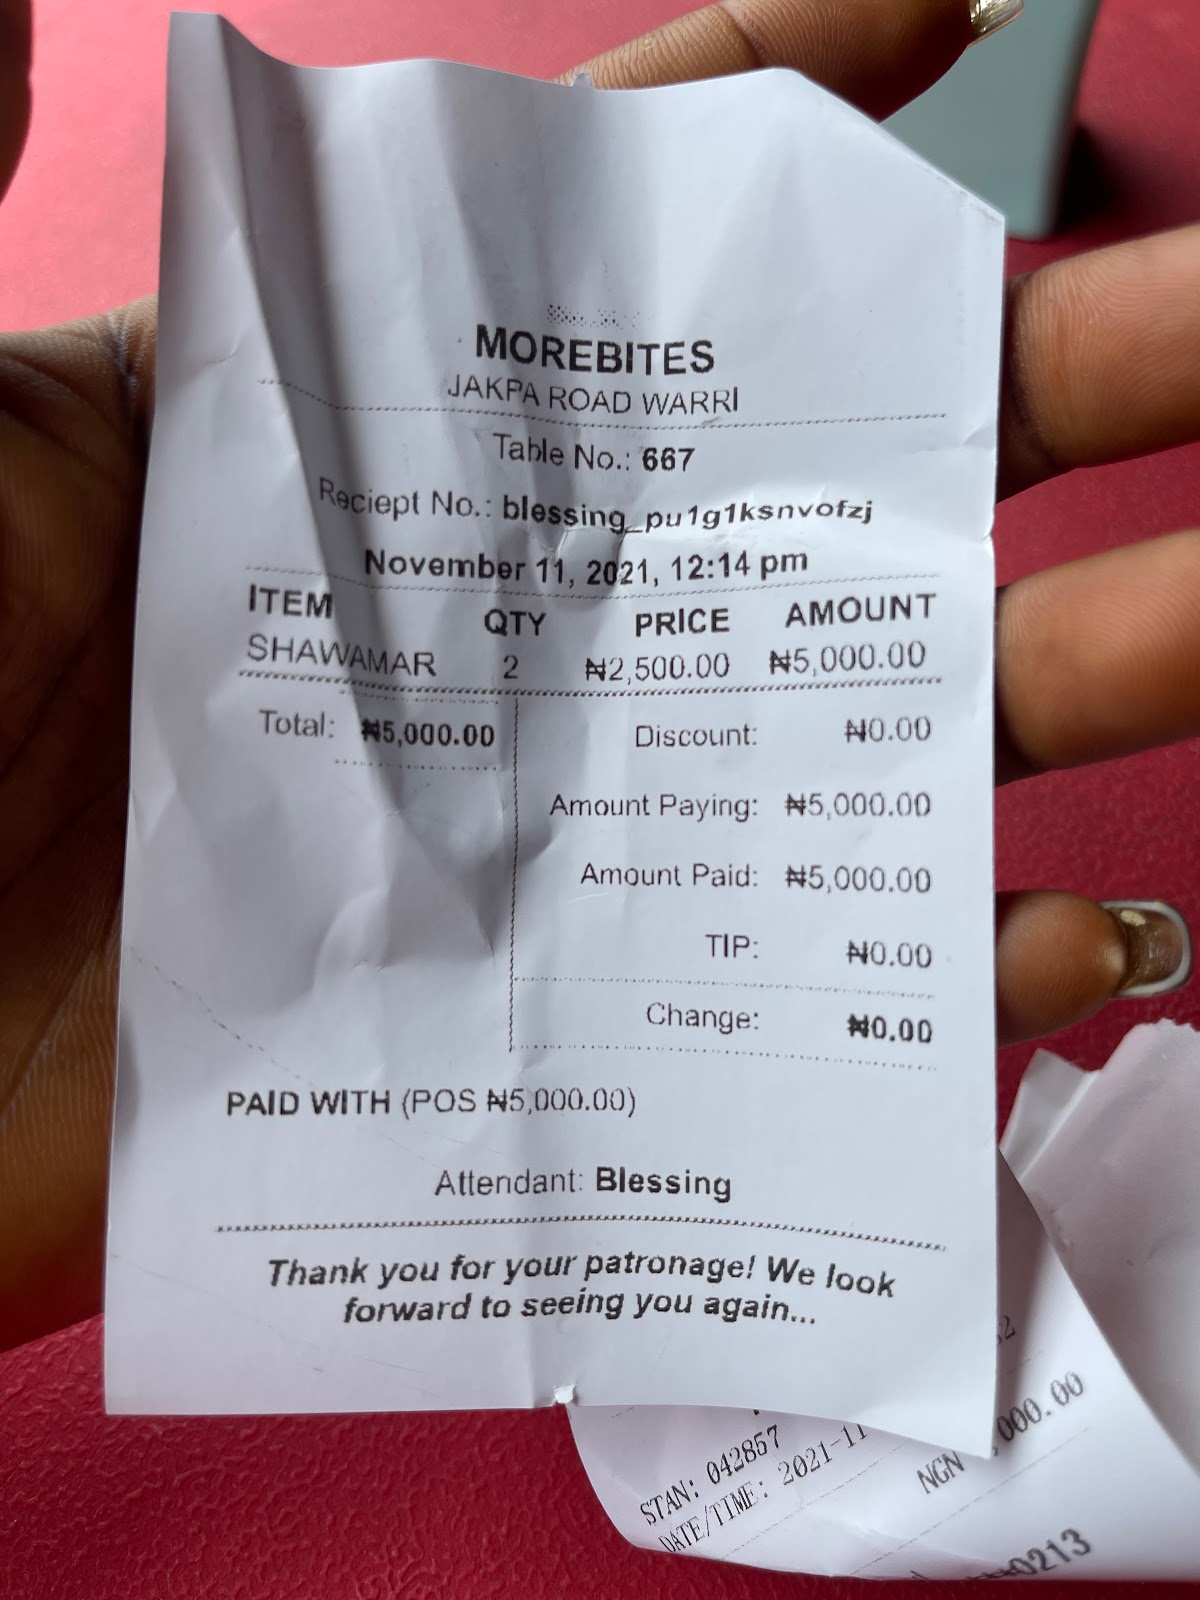 MOREBITES
JAKPA ROAD WARRI
Table No.: 667
Reciept No.: blessing_pu1g1ksnvofzj
November 11, 2021, 12:14 pm
ITEM QTY PRICE AMOUNT
SHAWAMAR 2 ₦2,500.00 ₦5,000.00
Total: ₦5,000.00
Discount: ₦0.00
Amount Paying: ₦5,000.00
Amount Paid: ₦5,000.00
TIP: ₦0.00
Change: ₦0.00
PAID WITH (POS ₦5,000.00)
Attendant: Blessing
Thank you for your patronage! We look
forward to seeing you again...
STAN: 042857
DATE/TIME: 2021-11
NGN 000.00
0213